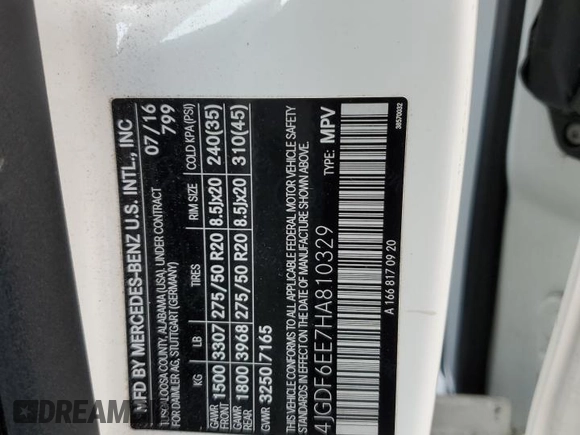 MFD BY MERCEDES-BENZ U.S. INTL., INC
TUSCALOOSA COUNTY, ALABAMA (USA), UNDER CONTRACT 07/16
FOR DAIMLER AG, STUTTGART (GERMANY) 799
KG LB TIRES RIM SIZE COLD KPA (PSI)
GAWR FRONT 1500 3307 275/50 R20 8.5Jx20 240(35)
GAWR REAR 1800 3968 275/50 R20 8.5Jx20 310(45)
GVWR 3250/7165
THIS VEHICLE CONFORMS TO ALL APPLICABLE FEDERAL MOTOR VEHICLE SAFETY
STANDARDS IN EFFECT ON THE DATE OF MANUFACTURE SHOWN ABOVE.
4JGDF6EE7HA810329 TYPE: MPV
A 166 817 09 20
38570032
© DIDIT.SOLD 2023